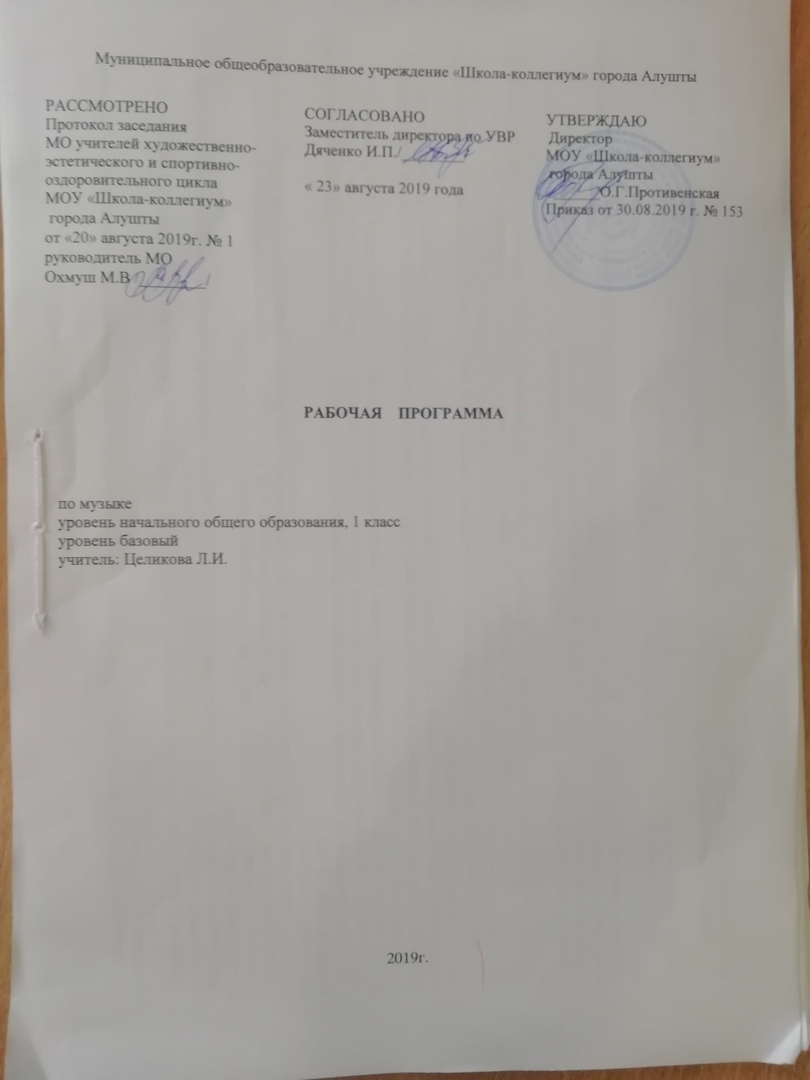 Муниципальное общеобразовательное учреждение «Школа-коллегиум» города Алушты
РАССМОТРЕНО
Протокол заседания
МО учителей художественно-
эстетического и спортивно-
оздоровительного цикла
МОУ «Школа-коллегиум»
города Алушты
от «20» августа 2019г. № 1
руководитель МО
Охмуш М.В
СОГЛАСОВАНО
Заместитель директора по УВР
Дяченко И.П./
« 23» августа 2019 года
УТВЕРЖДАЮ
Директор
МОУ «Школа-коллегиум»
города Алушты
О.Г.Противенская
Приказ от 30.08.2019 г. № 153
РАБОЧАЯ ПРОГРАММА
по музыке
уровень начального общего образования, 1 класс
уровень базовый
учитель: Целикова Л.И.
2019г.